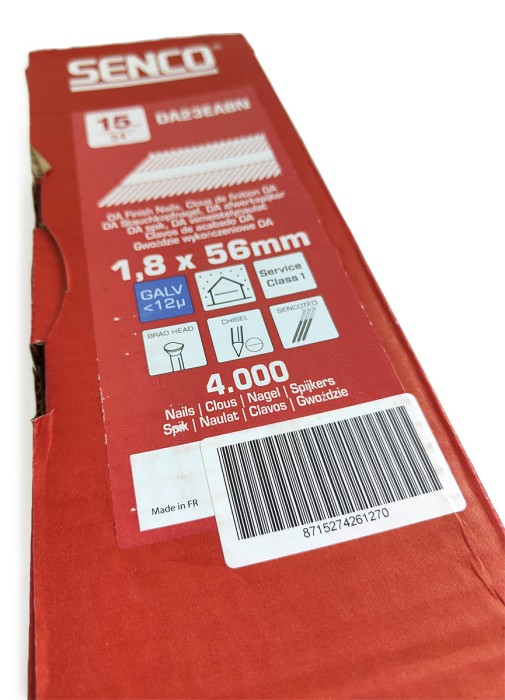 SENCO®
15
34°
DA23EABN
DA Finish Nails, Clous de finition DA
DA Stauchkopfnagel, DA afwerkspijker
DA spik, DA viimeistelynaulat
Clavos de acabado DA
Gwoździe wykończeniowe DA
1,8 x 56mm
GALV
<12µ
Service
Class 1
BRAD HEAD
CHISEL
SENCOTED
4.000
Nails | Clous | Nagel | Spijkers
Spik | Naulat | Clavos | Gwoździe
Made in FR
8715274261270